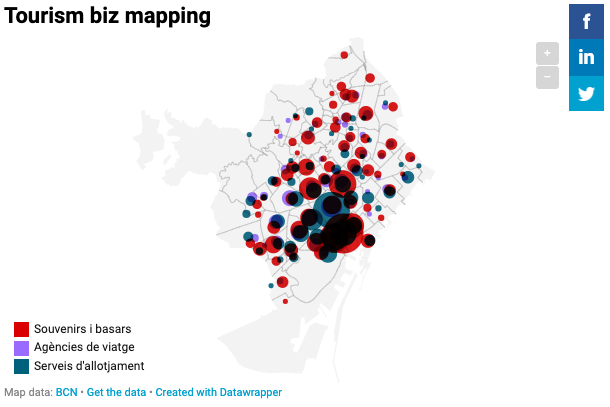 Tourism biz mapping
f
+
in
−
Souvenirs i basars
Agències de viatge
Serveis d'allotjament
Map data: BCN • Get the data • Created with Datawrapper